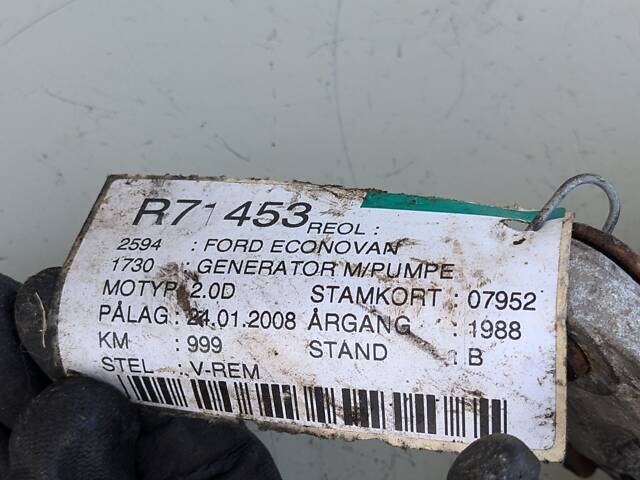 R71453 REOL :
2594 : FORD ECONOVAN
1730 : GENERATOR M/PUMPE
MOTYP 2.0D STAMKORT : 07952
PÅLAG : 24.01.2008 ÅRGANG : 1988
KM : 999 STAND : B
STEL : V-REM